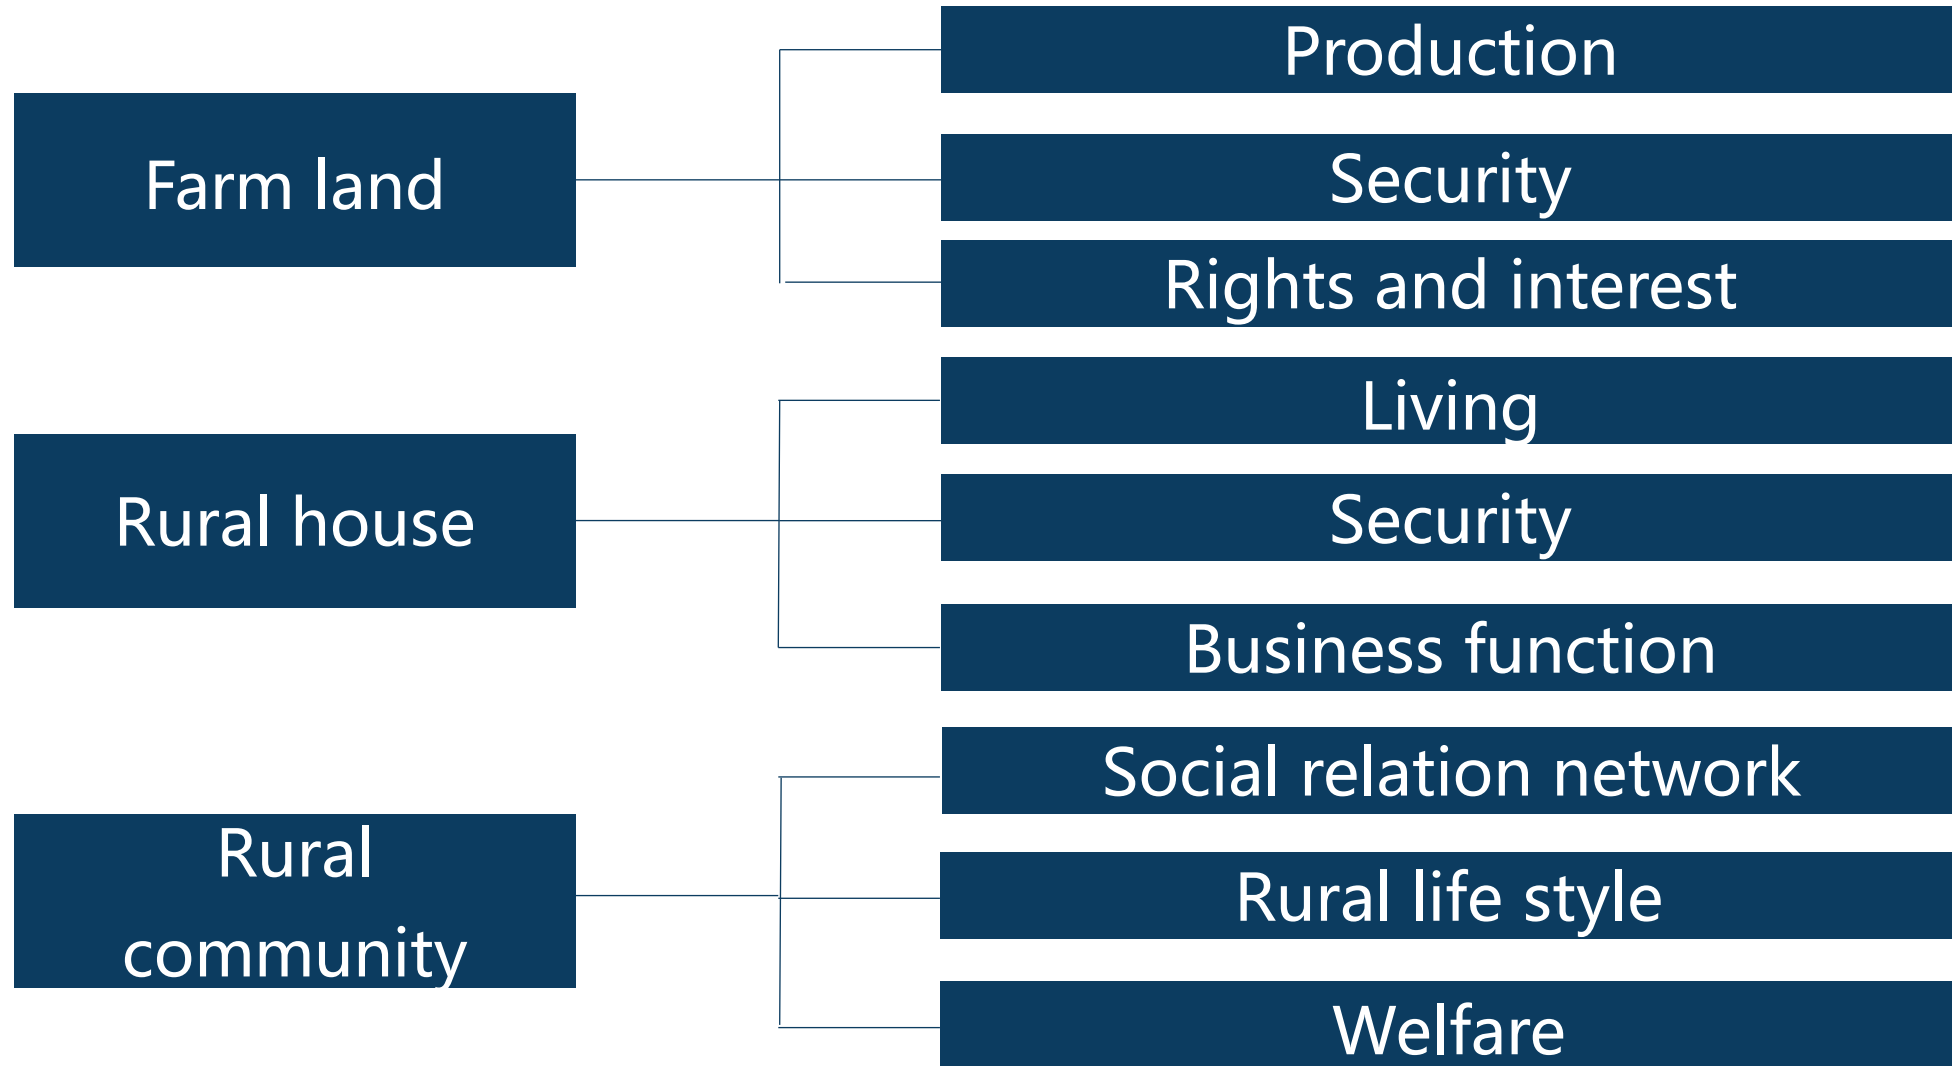 Farm land
Production
Security
Rights and interest
Rural house
Living
Security
Business function
Rural
community
Social relation network
Rural life style
Welfare